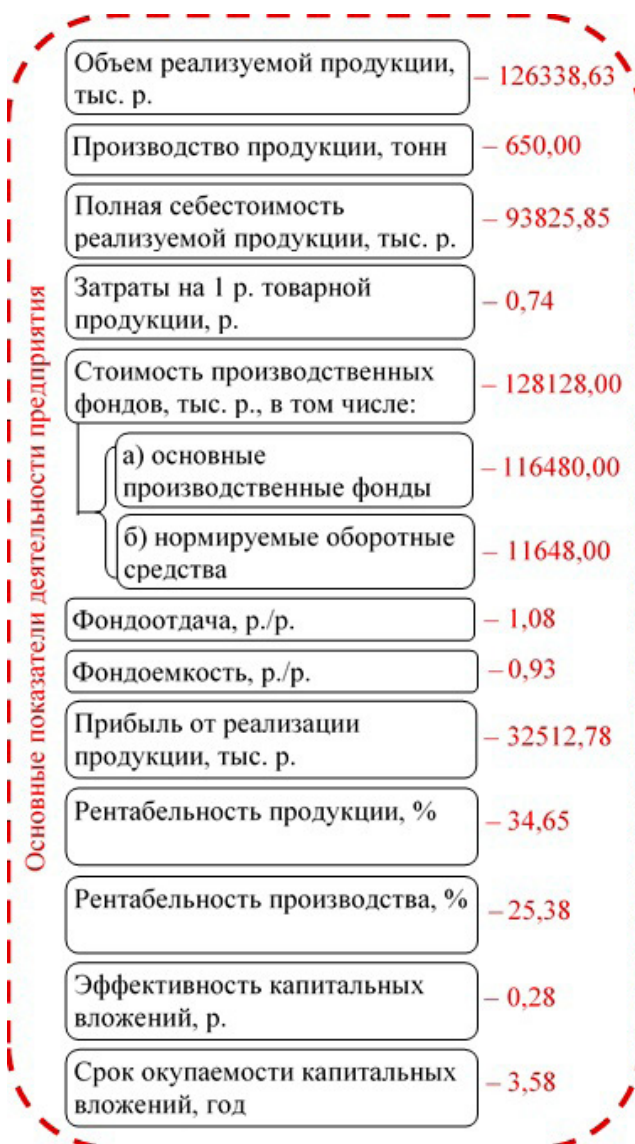 Основные показатели деятельности предприятия
Объем реализуемой продукции,
тыс. р.
– 126338,63
Производство продукции, тонн
– 650,00
Полная себестоимость
реализуемой продукции, тыс. р.
– 93825,85
Затраты на 1 р. товарной
продукции, р.
– 0,74
Стоимость производственных
фондов, тыс. р., в том числе:
– 128128,00
а) основные
производственные фонды
– 116480,00
б) нормируемые оборотные
средства
– 11648,00
Фондоотдача, р./р.
– 1,08
Фондоемкость, р./р.
– 0,93
Прибыль от реализации
продукции, тыс. р.
– 32512,78
Рентабельность продукции, %
– 34,65
Рентабельность производства, %
– 25,38
Эффективность капитальных
вложений, р.
– 0,28
Срок окупаемости капитальных
вложений, год
– 3,58